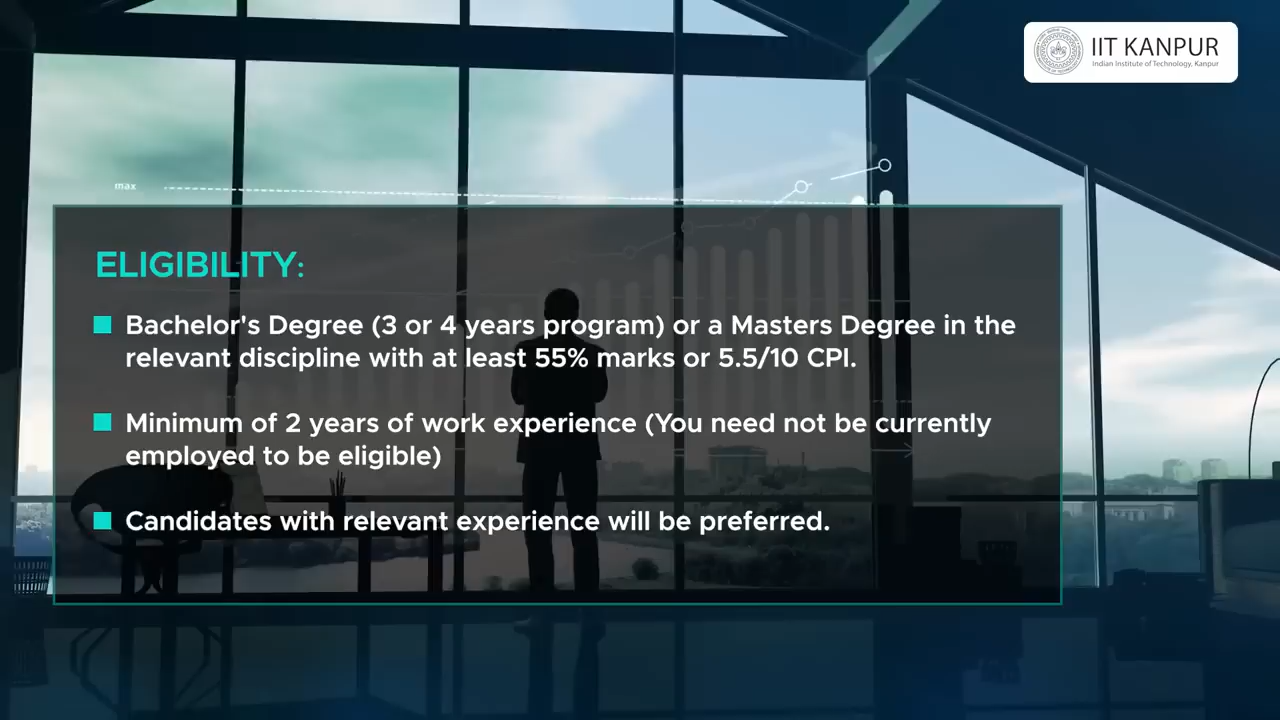 IIT KANPUR
Indian Institute of Technology, Kanpur
max
ELIGIBILITY:
Bachelor's Degree (3 or 4 years program) or a Masters Degree in the
relevant discipline with at least 55% marks or 5.5/10 CPI.
Minimum of 2 years of work experience (You need not be currently
employed to be eligible)
Candidates with relevant experience will be preferred.